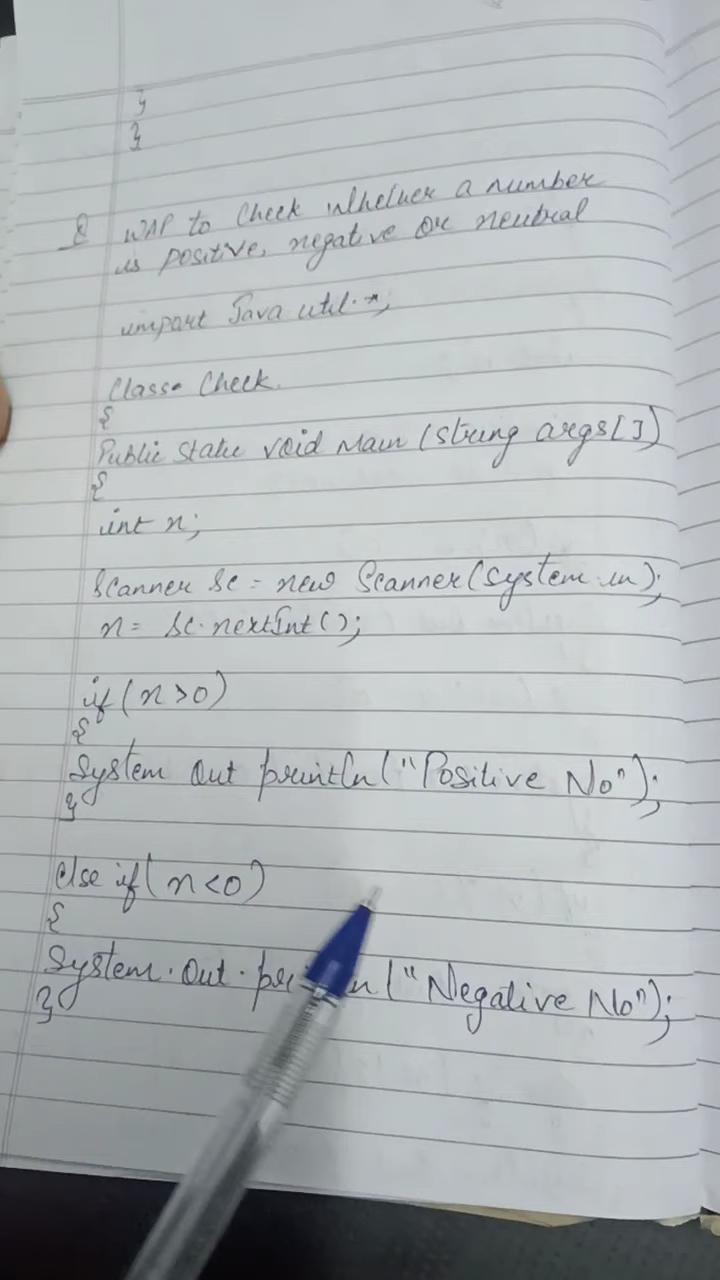 }
}
Q WAP to Check whether a number
is positive, negative or neutral
import Java util.*;
Class Check
{
Public Static void Main (String args[])
{
int n;
Scanner Sc = new Scanner(System.in);
n = Sc.nextInt();
if(n>0)
{
System Out println("Positive No");
}
else if(n<0)
{
System.Out.println("Negative No");
}